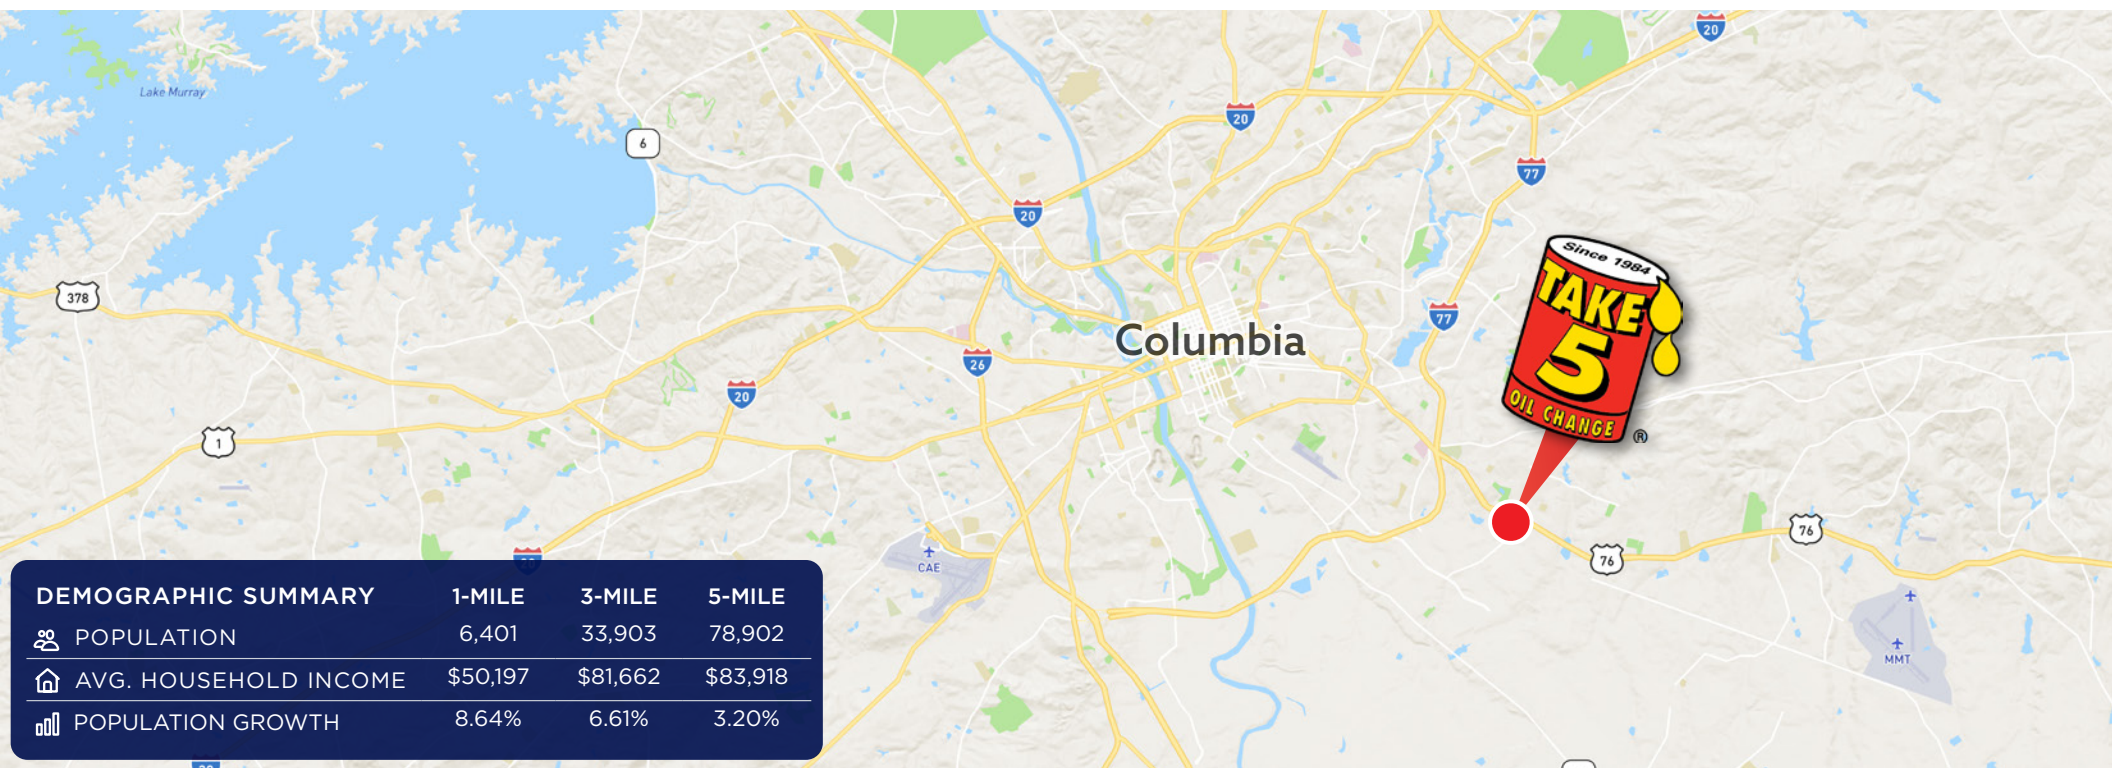 20
Lake Murray
20
6
77
20
Since 1984
TAKE
5
OIL CHANGE
®
378
77
Columbia
26
20
1
76
76
CAE
20
MMT
DEMOGRAPHIC SUMMARY 1-MILE 3-MILE 5-MILE
POPULATION 6,401 33,903 78,902
AVG. HOUSEHOLD INCOME $50,197 $81,662 $83,918
POPULATION GROWTH 8.64% 6.61% 3.20%